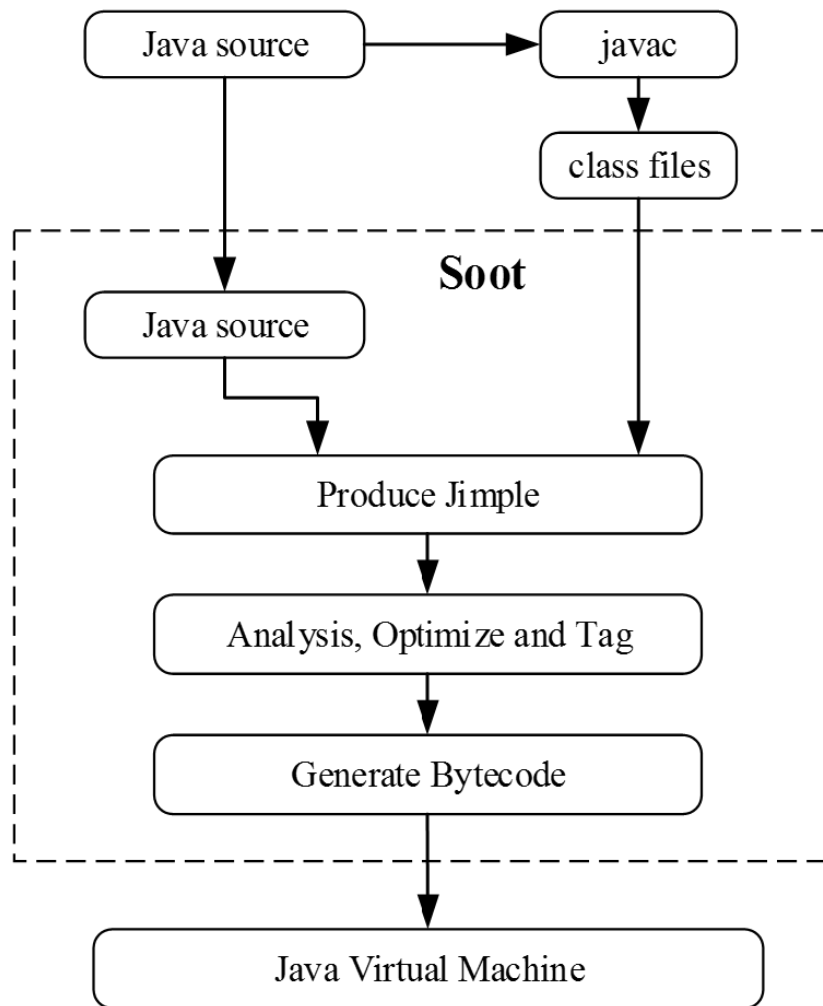 Java source
javac
class files
Soot
Java source
Produce Jimple
Analysis, Optimize and Tag
Generate Bytecode
Java Virtual Machine